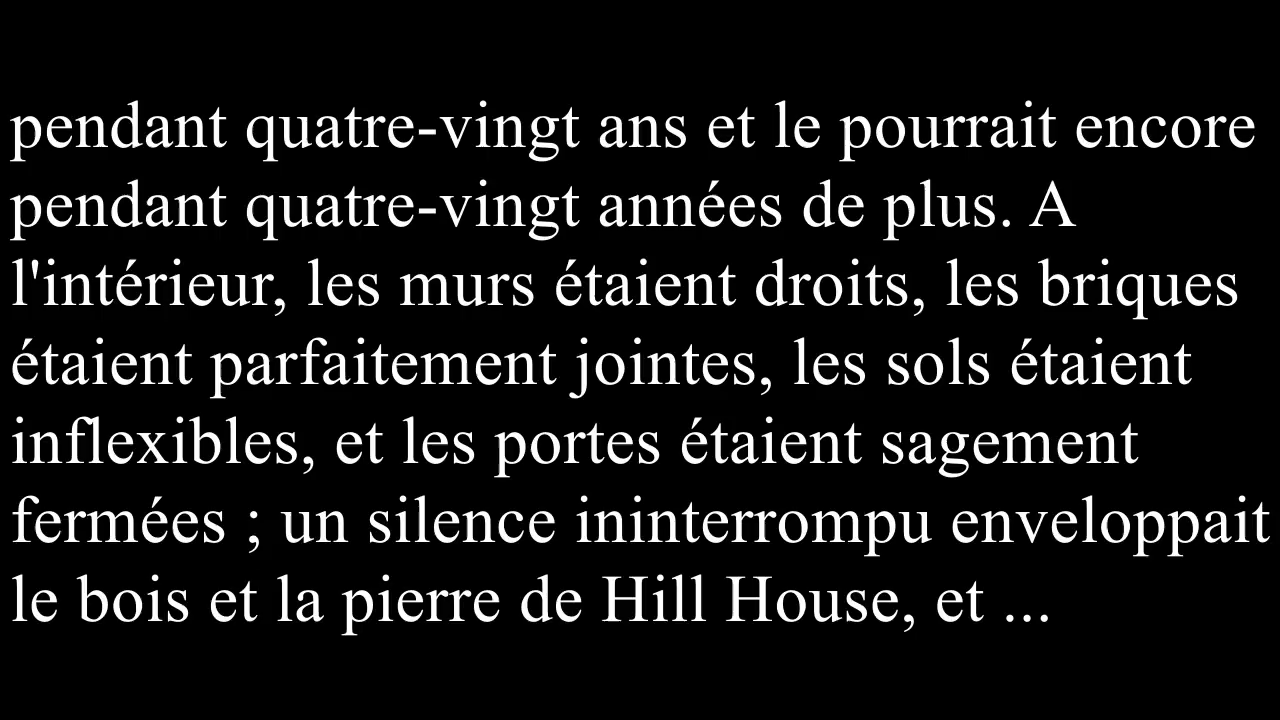 pendant quatre-vingt ans et le pourrait encore
pendant quatre-vingt années de plus. A
l'intérieur, les murs étaient droits, les briques
étaient parfaitement jointes, les sols étaient
inflexibles, et les portes étaient sagement
fermées ; un silence ininterrompu enveloppait
le bois et la pierre de Hill House, et ...